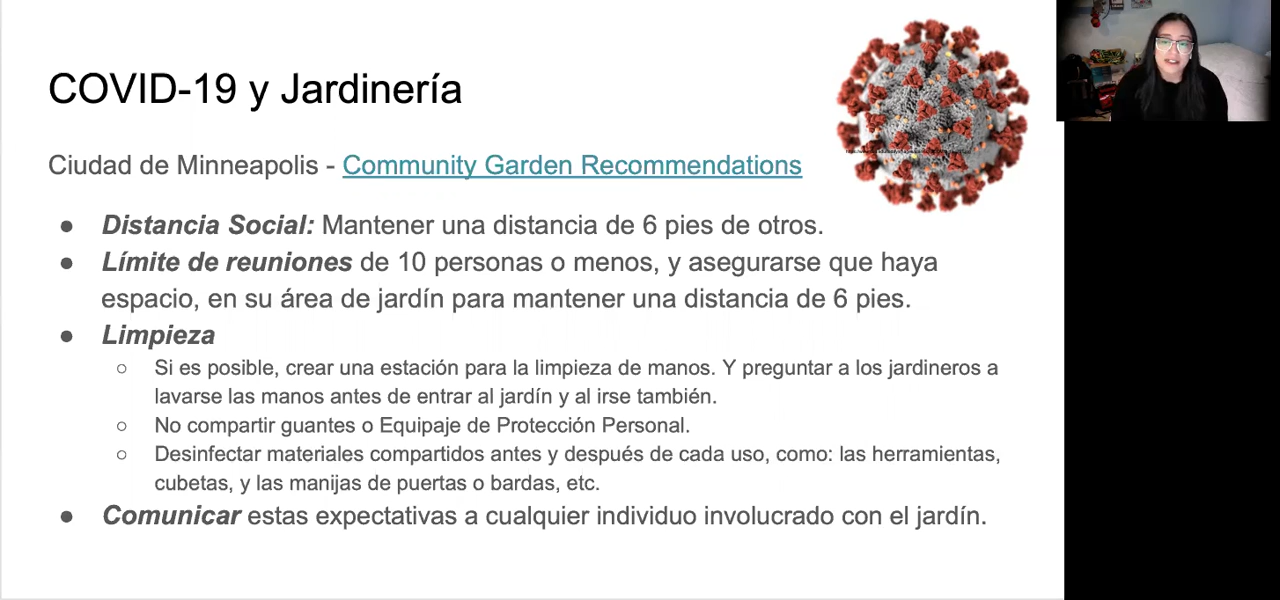 COVID-19 y Jardinería
Ciudad de Minneapolis - Community Garden Recommendations
● Distancia Social: Mantener una distancia de 6 pies de otros.
● Límite de reuniones de 10 personas o menos, y asegurarse que haya
espacio, en su área de jardín para mantener una distancia de 6 pies.
● Limpieza
○ Si es posible, crear una estación para la limpieza de manos. Y preguntar a los jardineros a
lavarse las manos antes de entrar al jardín y al irse también.
○ No compartir guantes o Equipaje de Protección Personal.
○ Desinfectar materiales compartidos antes y después de cada uso, como: las herramientas,
cubetas, y las manijas de puertas o bardas, etc.
● Comunicar estas expectativas a cualquier individuo involucrado con el jardín.